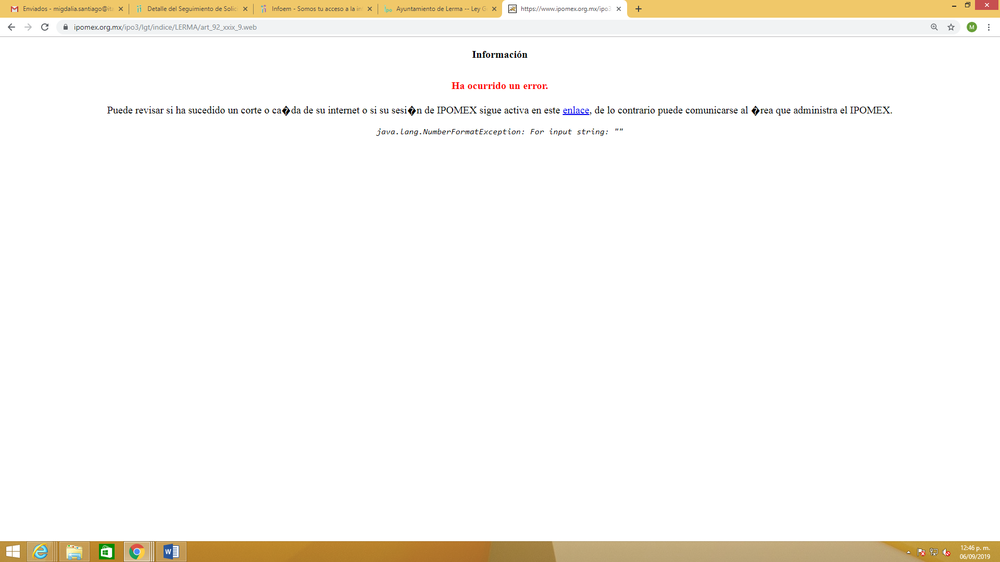 Enviados - migdalia.santiago@ita
Detalle del Seguimiento de Solici
Infoem - Somos tu acceso a la inf
Ayuntamiento de Lerma -- Ley G
https://www.ipomex.org.mx/ipo3
ipomex.org.mx/ipo3/lgt/indice/LERMA/art_92_xxix_9.web
M
Información
Ha ocurrido un error.
Puede revisar si ha sucedido un corte o ca�da de su internet o si su sesi�n de IPOMEX sigue activa en este enlace, de lo contrario puede comunicarse al �rea que administra el IPOMEX.
java.lang.NumberFormatException: For input string: ""
12:46 p. m.
06/09/2019